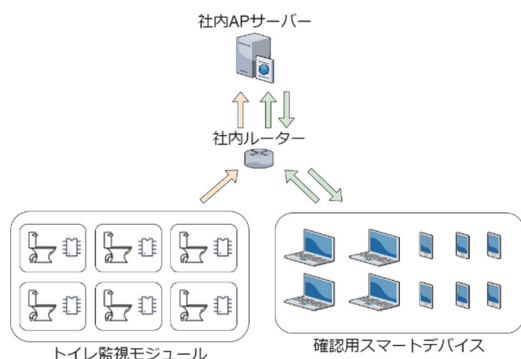 社内APサーバー
社内ルーター
トイレ監視モジュール
確認用スマートデバイス